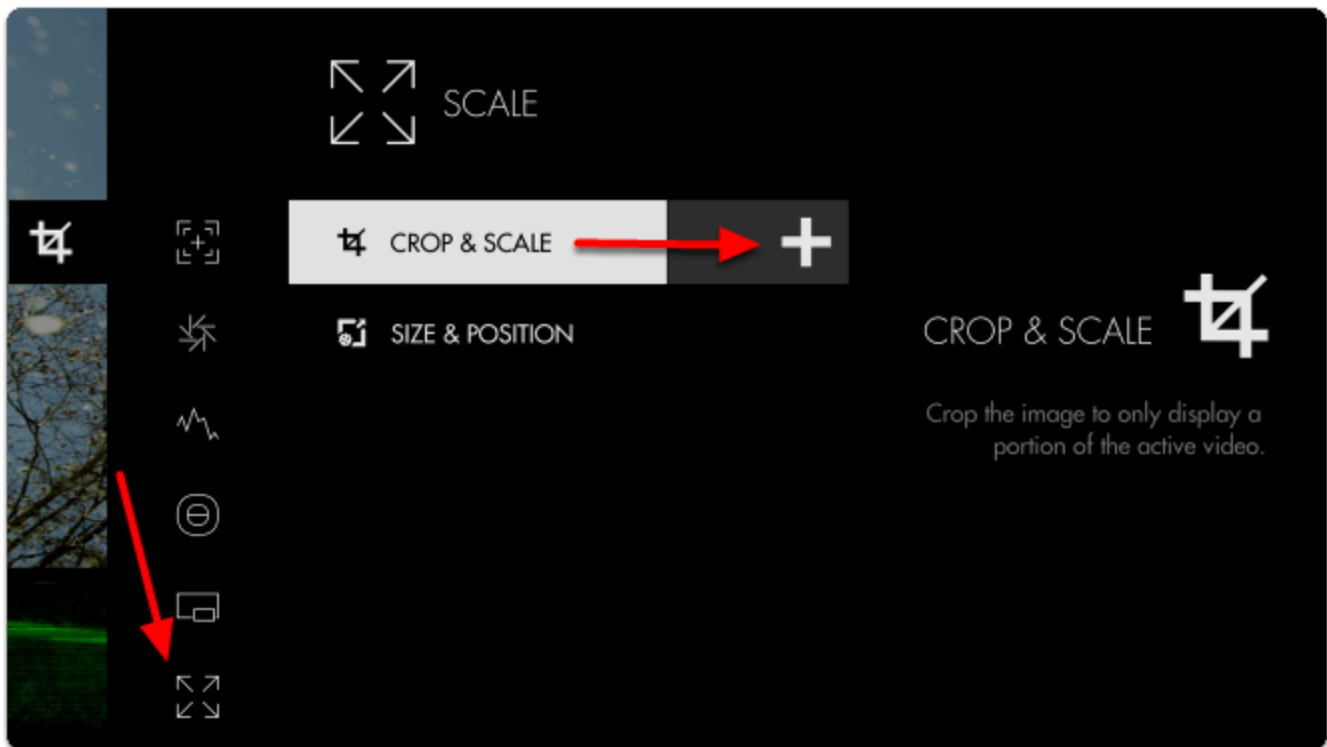 SCALE
CROP & SCALE
SIZE & POSITION
CROP & SCALE
Crop the image to only display a
portion of the active video.